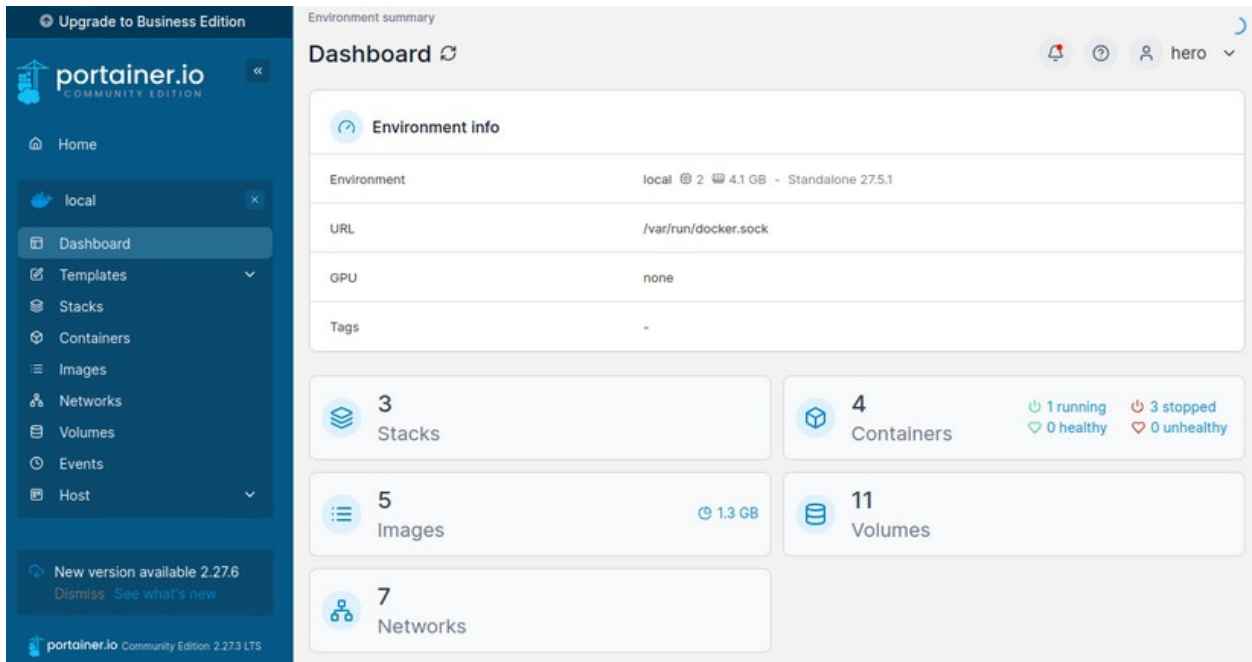 Upgrade to Business Edition
portainer.io
COMMUNITY EDITION
Home
local
Dashboard
Templates
Stacks
Containers
Images
Networks
Volumes
Events
Host
New version available 2.27.6
Dismiss See what's new
portainer.io Community Edition 2.27.3 LTS
Environment summary
Dashboard
hero
Environment info
Environment local 2 4.1 GB - Standalone 27.5.1
URL /var/run/docker.sock
GPU none
Tags -
3
Stacks
4
Containers
1 running 3 stopped
0 healthy 0 unhealthy
5
Images
1.3 GB
11
Volumes
7
Networks